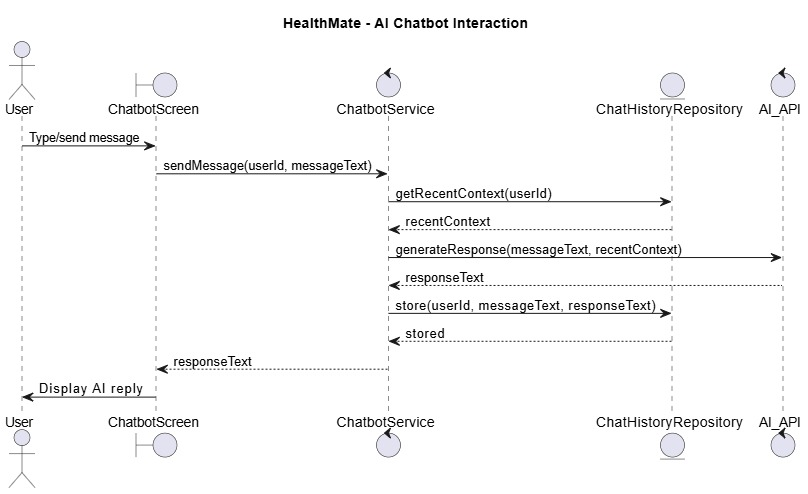 HealthMate - AI Chatbot Interaction
User
ChatbotScreen
ChatbotService
ChatHistoryRepository
AI_API
Type/send message
sendMessage(userId, messageText)
getRecentContext(userId)
recentContext
generateResponse(messageText, recentContext)
responseText
store(userId, messageText, responseText)
stored
responseText
Display AI reply
User
ChatbotScreen
ChatbotService
ChatHistoryRepository
AI_API